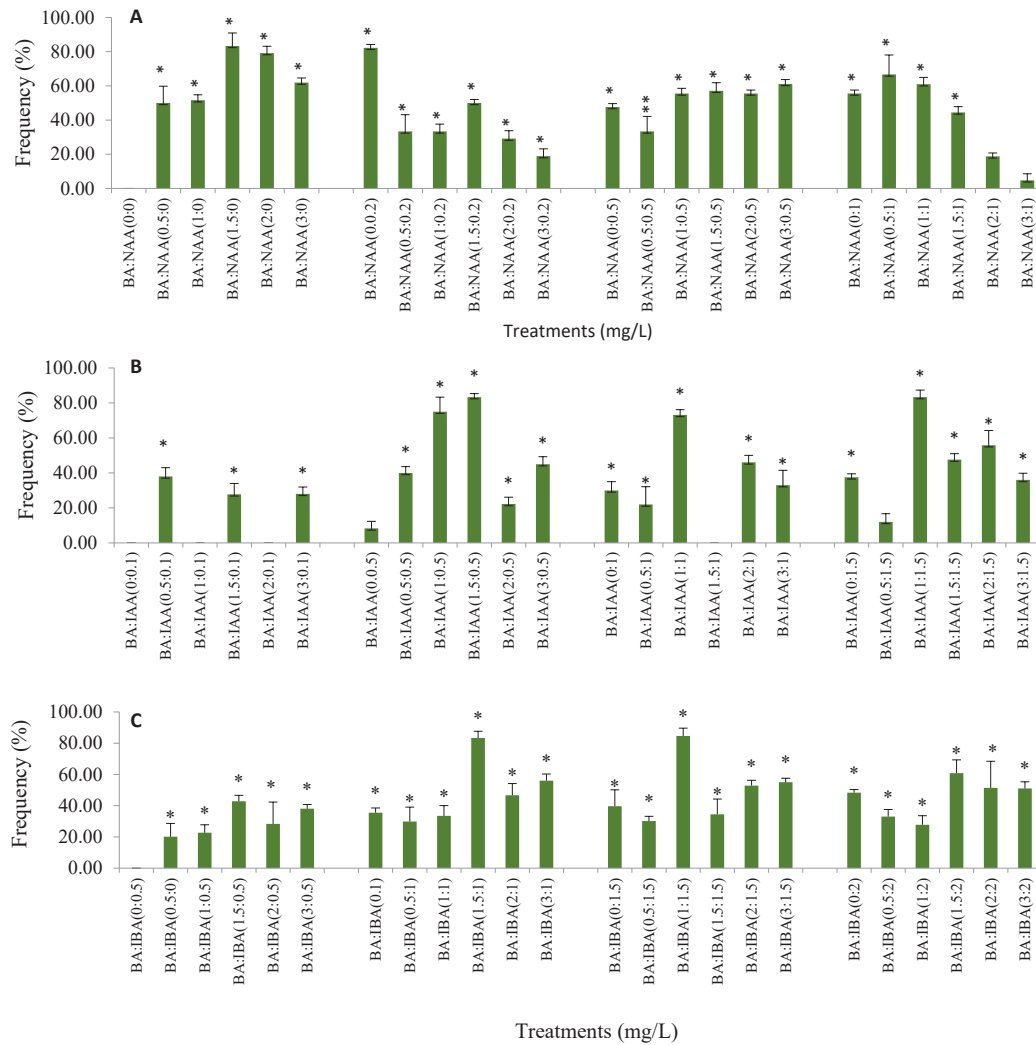 A
Frequency (%)
100.00
80.00
60.00
40.00
20.00
0.00
* * * * * * * * * * * * * ** * * * * * * * *
BA:NAA(0:0)
BA:NAA(0.5:0)
BA:NAA(1:0)
BA:NAA(1.5:0)
BA:NAA(2:0)
BA:NAA(3:0)
BA:NAA(0:0.2)
BA:NAA(0.5:0.2)
BA:NAA(1:0.2)
BA:NAA(1.5:0.2)
BA:NAA(2:0.2)
BA:NAA(3:0.2)
BA:NAA(0:0.5)
BA:NAA(0.5:0.5)
BA:NAA(1:0.5)
BA:NAA(1.5:0.5)
BA:NAA(2:0.5)
BA:NAA(3:0.5)
BA:NAA(0:1)
BA:NAA(0.5:1)
BA:NAA(1:1)
BA:NAA(1.5:1)
BA:NAA(2:1)
BA:NAA(3:1)
Treatments (mg/L)
B
Frequency (%)
100.00
80.00
60.00
40.00
20.00
0.00
* * * * * * * * * * * * * * * * * *
BA:IAA(0:0.1)
BA:IAA(0.5:0.1)
BA:IAA(1:0.1)
BA:IAA(1.5:0.1)
BA:IAA(2:0.1)
BA:IAA(3:0.1)
BA:IAA(0:0.5)
BA:IAA(0.5:0.5)
BA:IAA(1:0.5)
BA:IAA(1.5:0.5)
BA:IAA(2:0.5)
BA:IAA(3:0.5)
BA:IAA(0:1)
BA:IAA(0.5:1)
BA:IAA(1:1)
BA:IAA(1.5:1)
BA:IAA(2:1)
BA:IAA(3:1)
BA:IAA(0:1.5)
BA:IAA(0.5:1.5)
BA:IAA(1:1.5)
BA:IAA(1.5:1.5)
BA:IAA(2:1.5)
BA:IAA(3:1.5)
C
Frequency (%)
100.00
80.00
60.00
40.00
20.00
0.00
* * * * * * * * * * * * * * * * * * * * * * *
BA:IBA(0:0.5)
BA:IBA(0.5:0)
BA:IBA(1:0.5)
BA:IBA(1.5:0.5)
BA:IBA(2:0.5)
BA:IBA(3:0.5)
BA:IBA(0.1)
BA:IBA(0.5:1)
BA:IBA(1:1)
BA:IBA(1.5:1)
BA:IBA(2:1)
BA:IBA(3:1)
BA:IBA(0:1.5)
BA:IBA(0.5:1.5)
BA:IBA(1:1.5)
BA:IBA(1.5:1.5)
BA:IBA(2:1.5)
BA:IBA(3:1.5)
BA:IBA(0:2)
BA:IBA(0.5:2)
BA:IBA(1:2)
BA:IBA(1.5:2)
BA:IBA(2:2)
BA:IBA(3:2)
Treatments (mg/L)